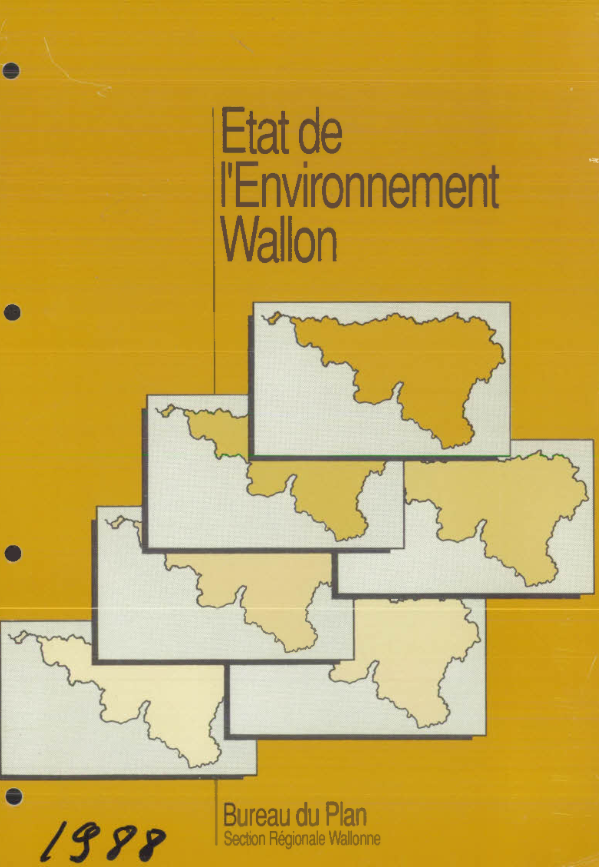 Etat de
l'Environnement
Wallon
Bureau du Plan
Section Régionale Wallonne
1988